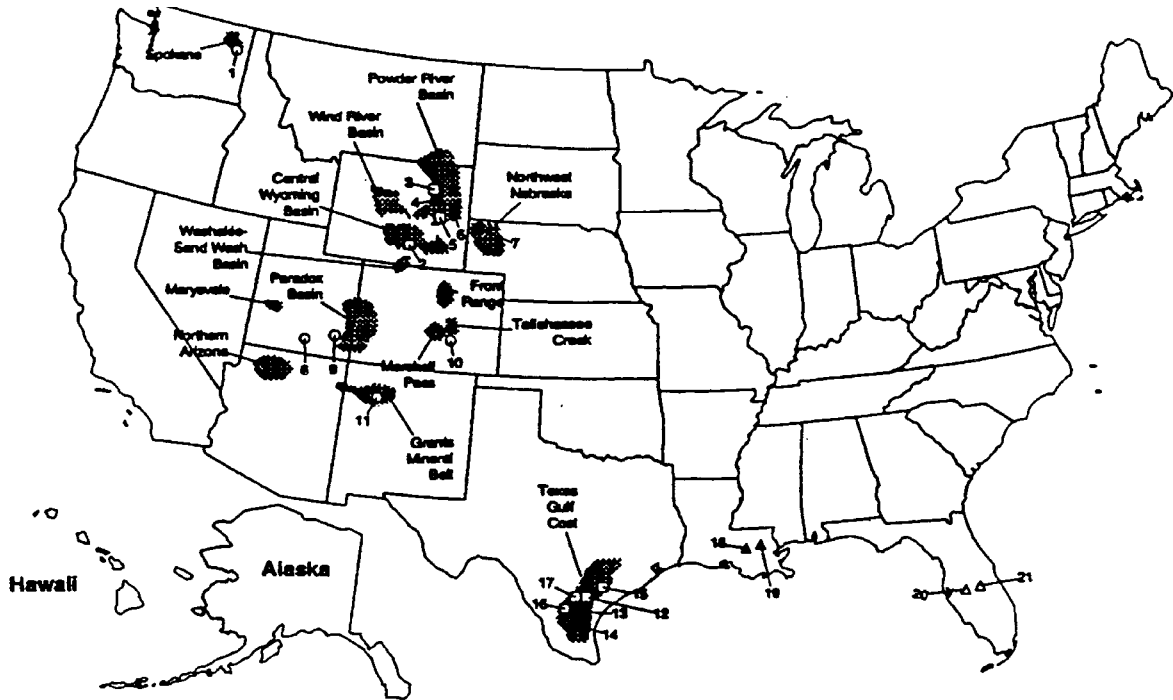 Spokane
1
Powder River
Basin
Wind River
Basin
Central
Wyoming
Basin
3
4
5
6
Northwest
Nebraska
7
Washakie-
Sand Wash
Basin
Marysvale
Paradox
Basin
Front
Range
Tallahassee
Creek
Northern
Arizona
8
9
10
Marshall
Pass
11
Grants
Mineral
Belt
Texas
Gulf
Cost
17
16
15
13
12
14
18
19
20
21
Hawaii
Alaska